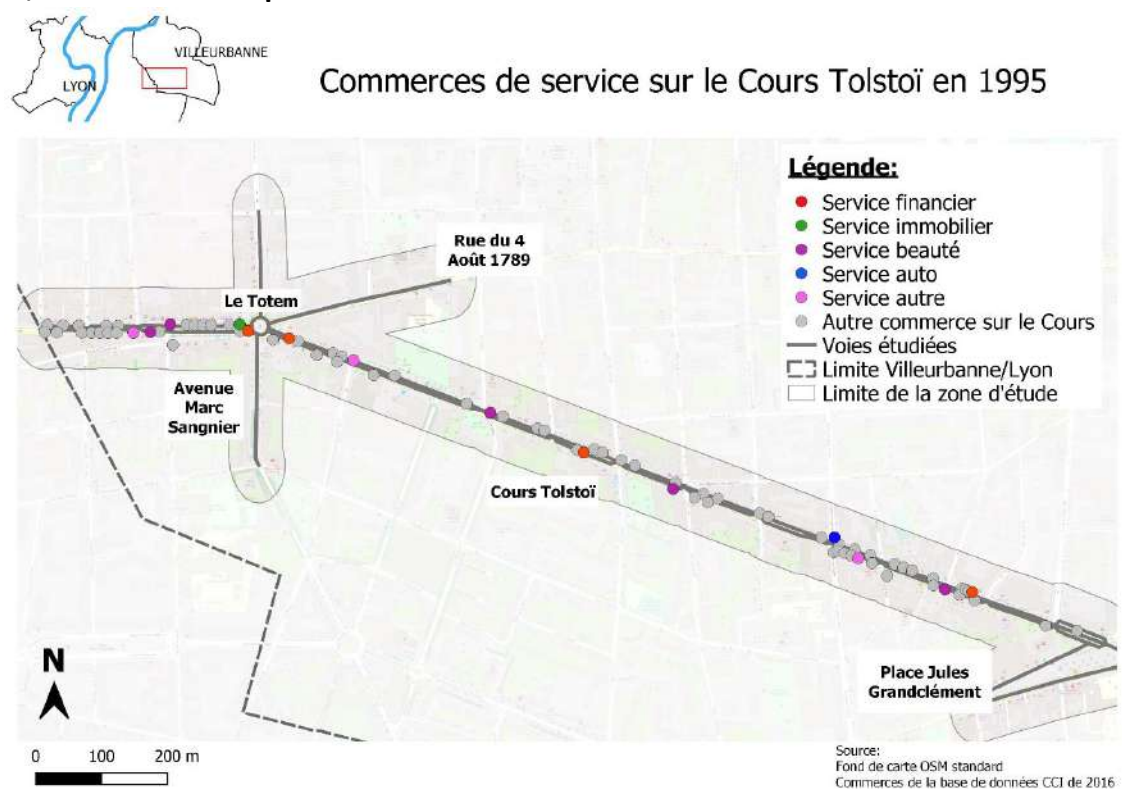 VILLEURBANNE
LYON
Commerces de service sur le Cours Tolstoï en 1995
Légende:
Service financier
Service immobilier
Service beauté
Service auto
Service autre
Autre commerce sur le Cours
Voies étudiées
Limite Villeurbanne/Lyon
Limite de la zone d'étude
Rue du 4
Août 1789
Le Totem
Avenue
Marc
Sangnier
Cours Tolstoï
Place Jules
Grandclément
N
0 100 200 m
Source:
Fond de carte OSM standard
Commerces de la base de données CCI de 2016